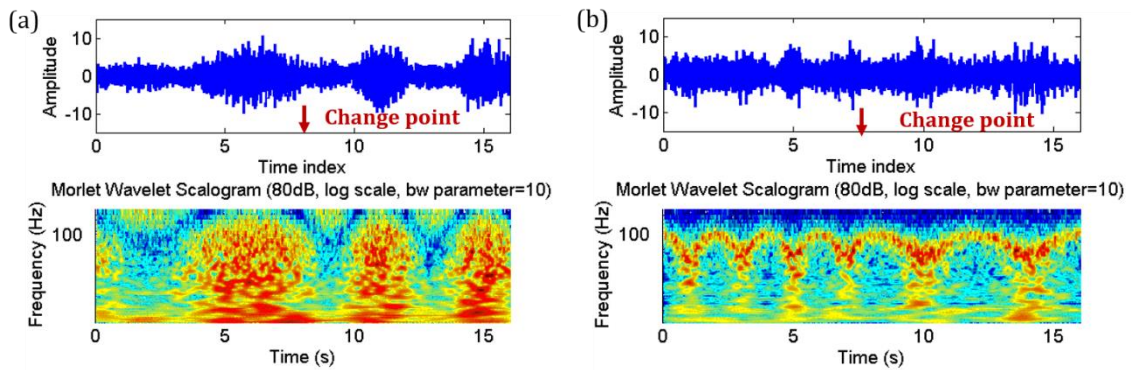 (a)
Amplitude
10
0
-10
Change point
0 5 10 15
Time index
Morlet Wavelet Scalogram (80dB, log scale, bw parameter=10)
Frequency (Hz)
100
0 5 10 15
Time (s)
(b)
Amplitude
10
0
-10
Change point
0 5 10 15
Time index
Morlet Wavelet Scalogram (80dB, log scale, bw parameter=10)
Frequency (Hz)
100
0 5 10 15
Time (s)